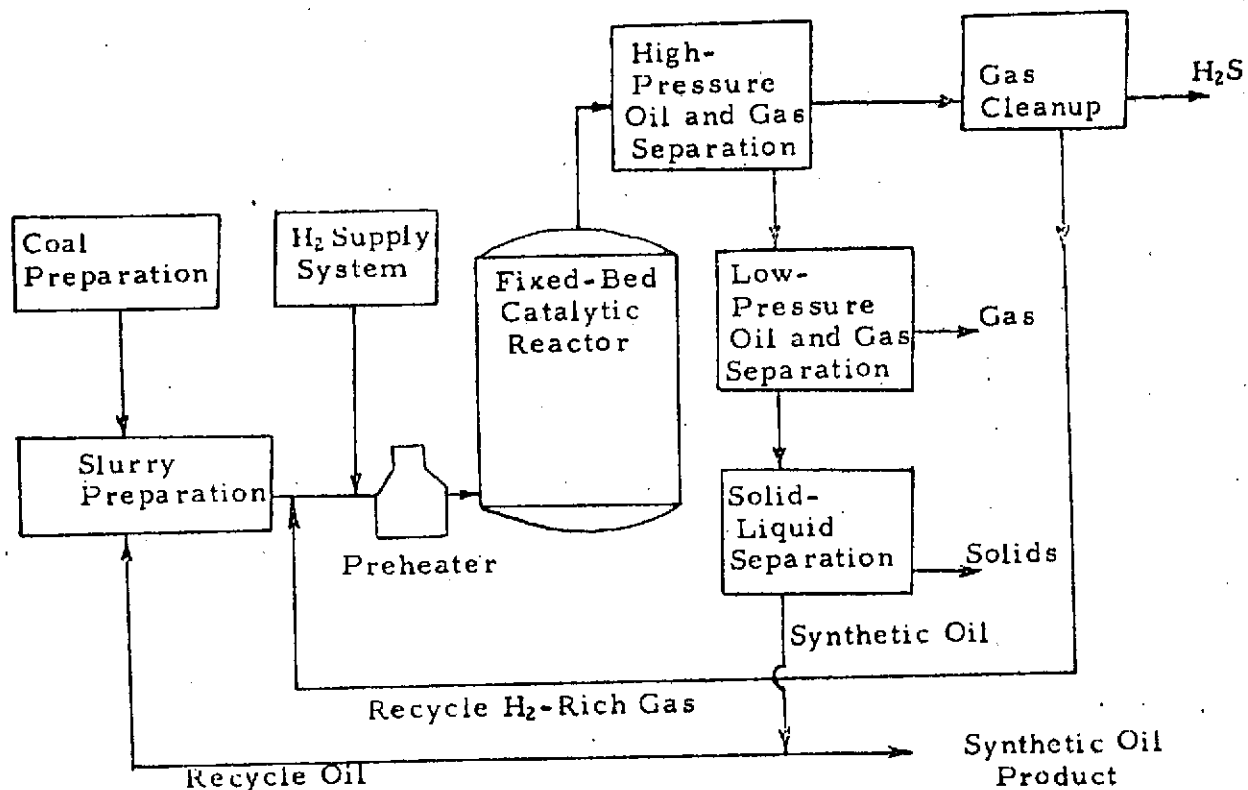 High-
Pressure
Oil and Gas
Separation
Gas
Cleanup
H₂S
Coal
Preparation
H₂ Supply
System
Fixed-Bed
Catalytic
Reactor
Low-
Pressure
Oil and Gas
Separation
Gas
Slurry
Preparation
Preheater
Solid-
Liquid
Separation
Solids
Synthetic Oil
Recycle H₂-Rich Gas
Recycle Oil
Synthetic Oil
Product